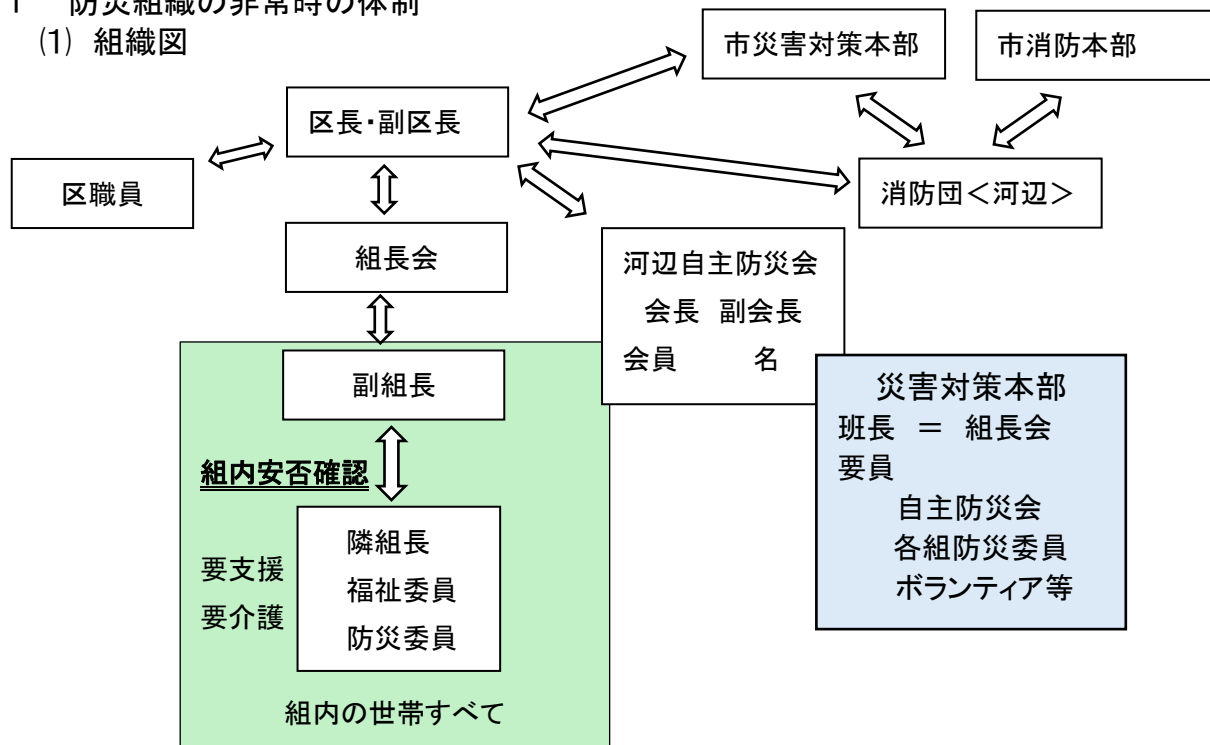 1 防災組織の非常時の体制
(1) 組織図
市災害対策本部
市消防本部
区長・副区長
区職員
消防団＜河辺＞
組長会
河辺自主防災会
会長 副会長
会員 名
副組長
災害対策本部
班長 ＝ 組長会
要員
自主防災会
各組防災委員
ボランティア等
組内安否確認
要支援
要介護
隣組長
福祉委員
防災委員
組内の世帯すべて